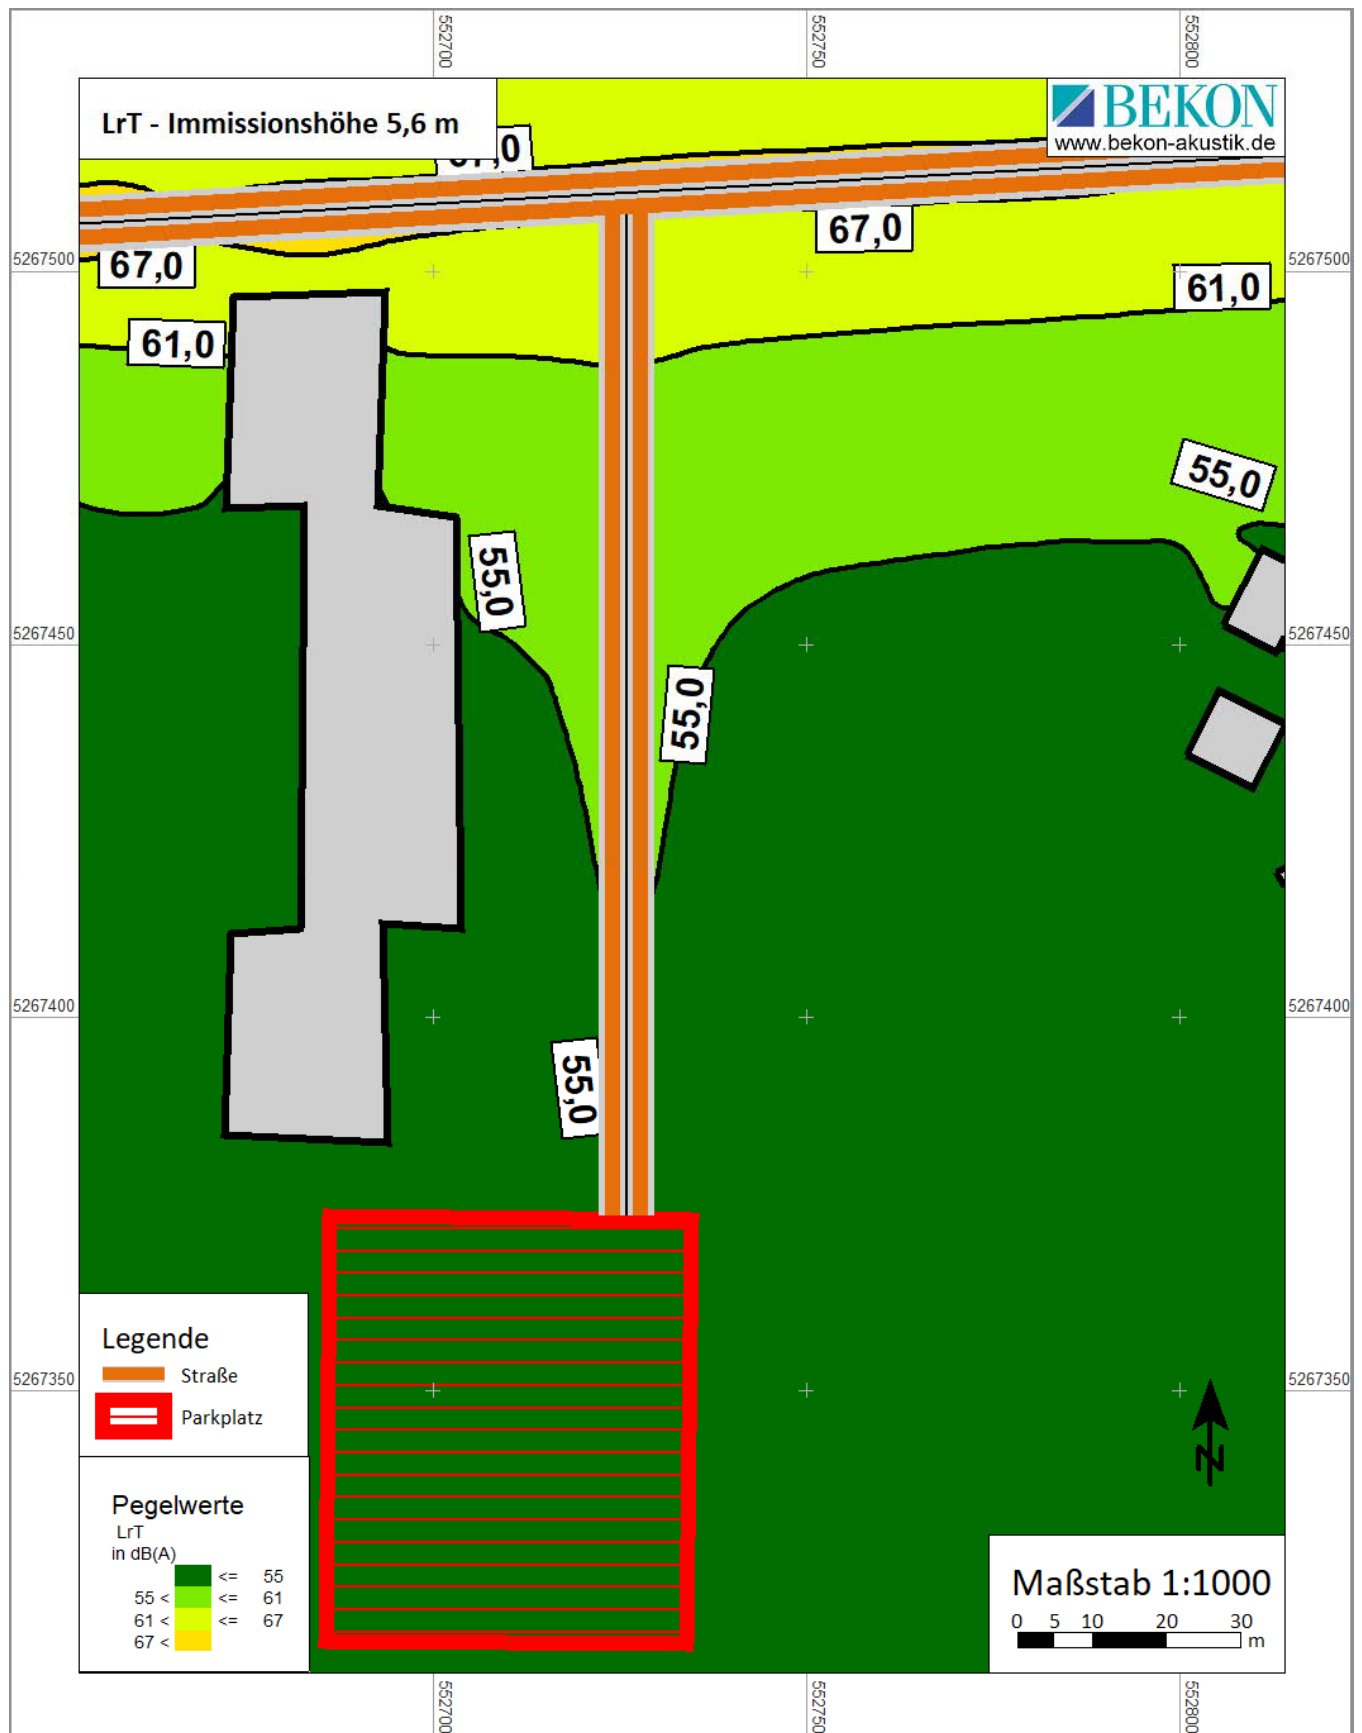 552700
552750
552800
LrT - Immissionshöhe 5,6 m
BEKON
www.bekon-akustik.de
67,0
67,0
67,0
5267500
5267500
61,0
61,0
55,0
55,0
5267450
5267450
55,0
5267400
5267400
55,0
Legende
Straße
Parkplatz
5267350
5267350
N
Pegelwerte
LrT
in dB(A)
<= 55
55 < <= 61
61 < <= 67
67 <
Maßstab 1:1000
0 5 10 20 30
m
552700
552750
552800